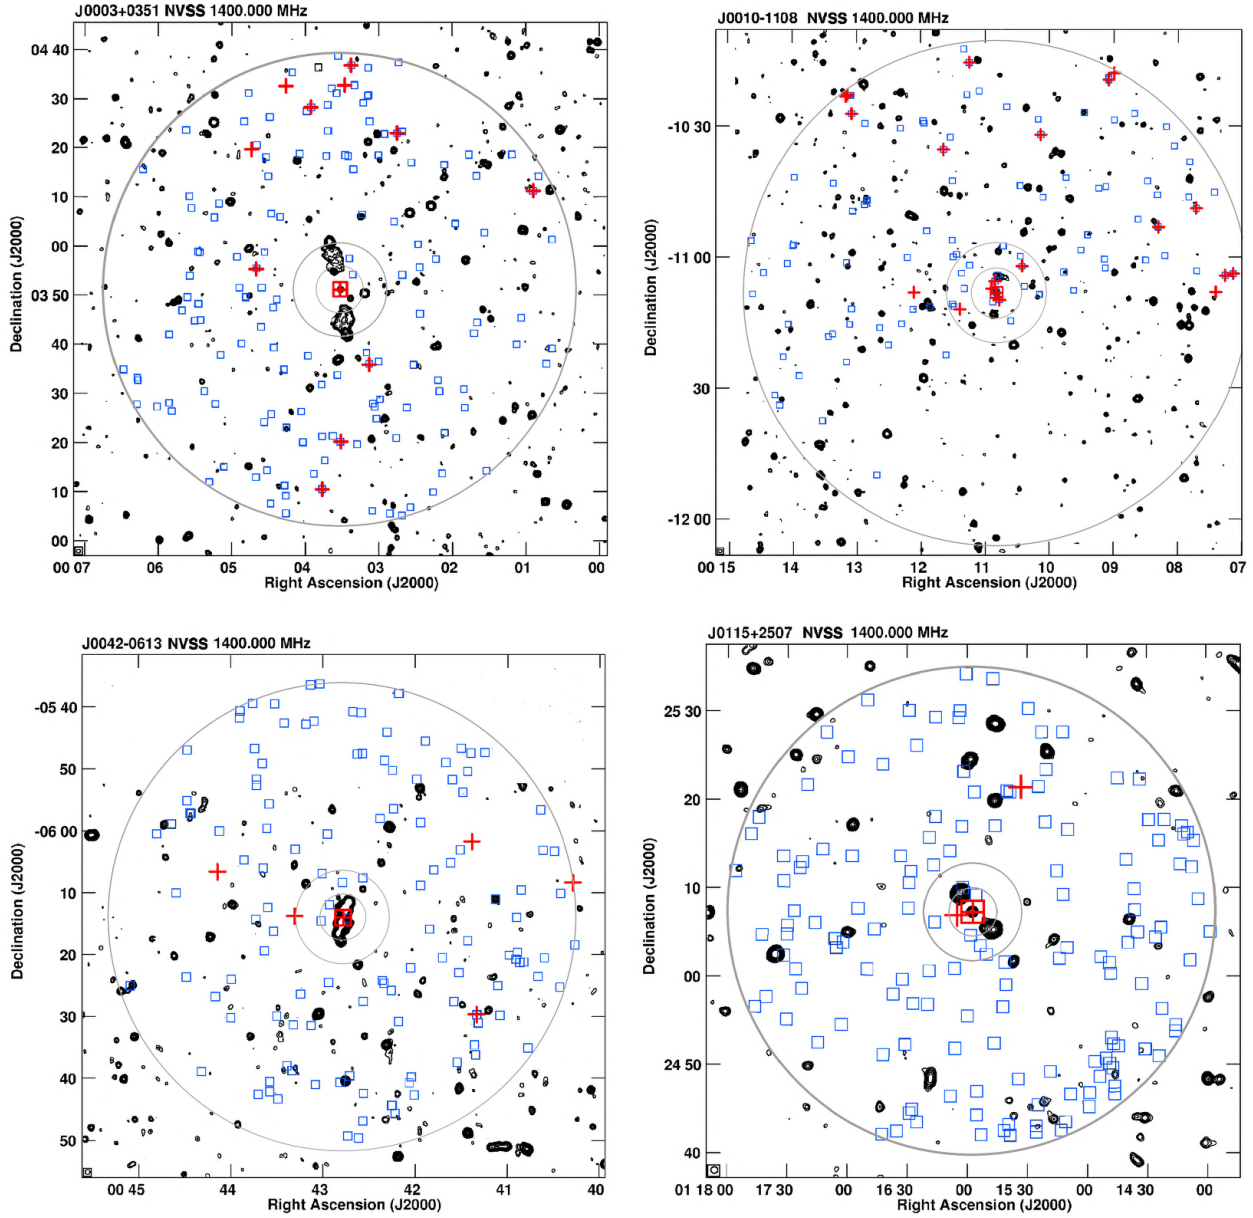 J0003+0351 NVSS 1400.000 MHz
Declination (J2000)
04 40
30
20
10
00
03 50
40
30
20
10
00
00 07 06 05 04 03 02 01 00
Right Ascension (J2000)
J0010-1108 NVSS 1400.000 MHz
Declination (J2000)
-10 30
-11 00
30
-12 00
00 15 14 13 12 11 10 09 08 07
Right Ascension (J2000)
J0042-0613 NVSS 1400.000 MHz
Declination (J2000)
-05 40
50
-06 00
10
20
30
40
50
00 45 44 43 42 41 40
Right Ascension (J2000)
J0115+2507 NVSS 1400.000 MHz
Declination (J2000)
25 30
20
10
00
24 50
40
01 18 00 17 30 00 16 30 00 15 30 00 14 30 00
Right Ascension (J2000)